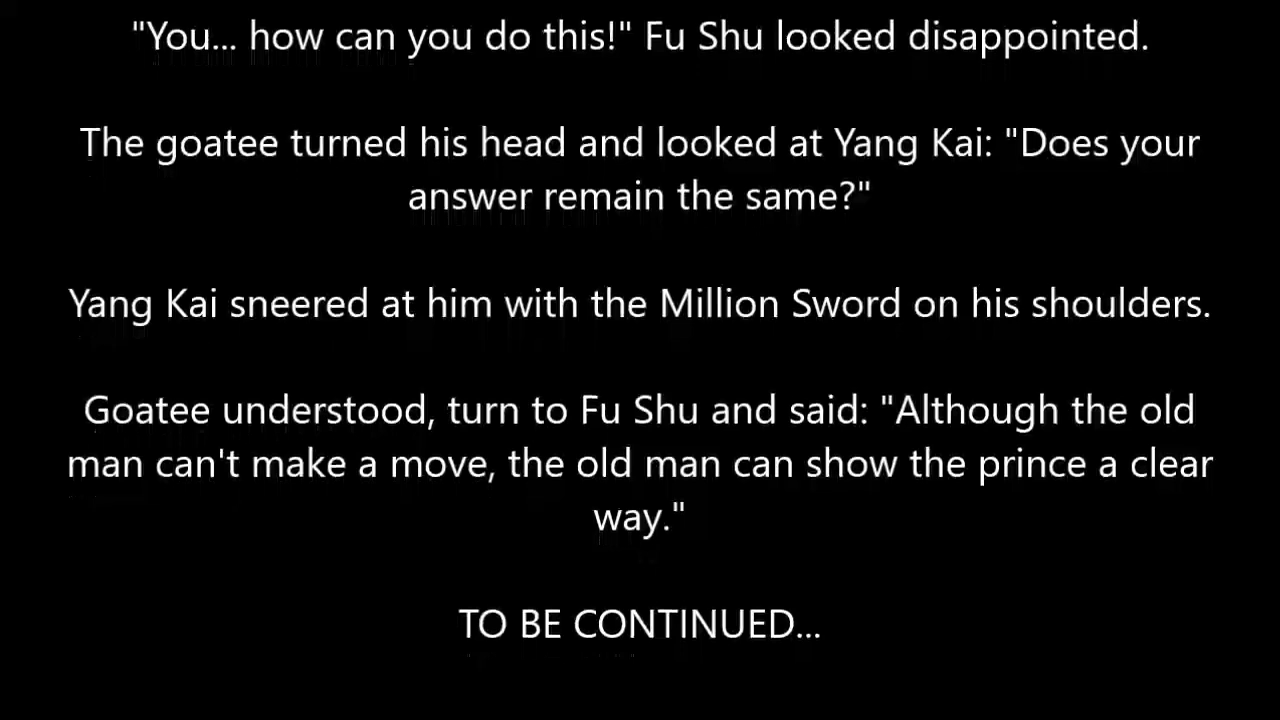 "You... how can you do this!" Fu Shu looked disappointed.
The goatee turned his head and looked at Yang Kai: "Does your
answer remain the same?"
Yang Kai sneered at him with the Million Sword on his shoulders.
Goatee understood, turn to Fu Shu and said: "Although the old
man can't make a move, the old man can show the prince a clear
way."
TO BE CONTINUED...